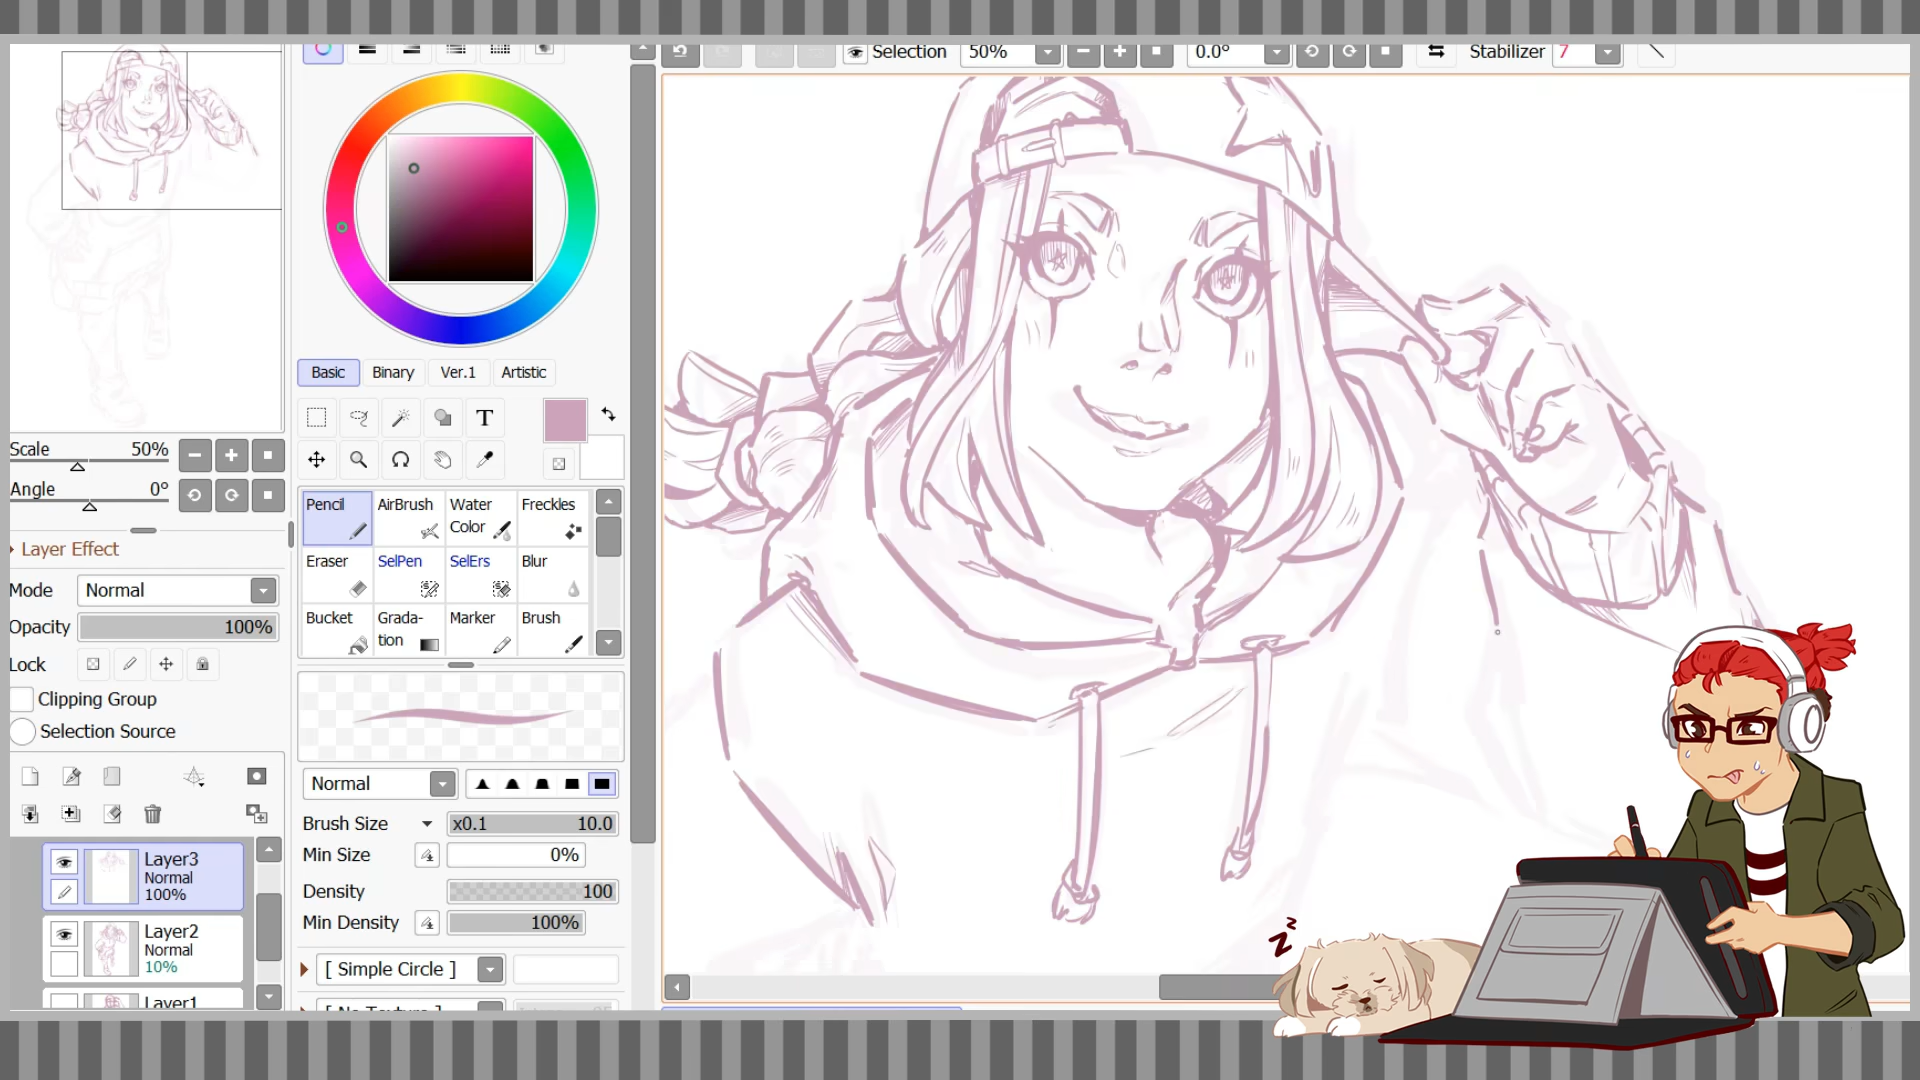 Selection 50% 0.0° Stabilizer 7
Scale 50%
Angle 0°
Layer Effect
Mode Normal
Opacity 100%
Lock
Clipping Group
Selection Source
Layer3
Normal
100%
Layer2
Normal
10%
Layer1
Basic Binary Ver.1 Artistic
T
Pencil AirBrush Water Color Freckles
Eraser SelPen SelErs Blur
Bucket Grada-
tion Marker Brush
Normal
Brush Size x0.1 10.0
Min Size 0%
Density 100
Min Density 100%
[ Simple Circle ]
z z